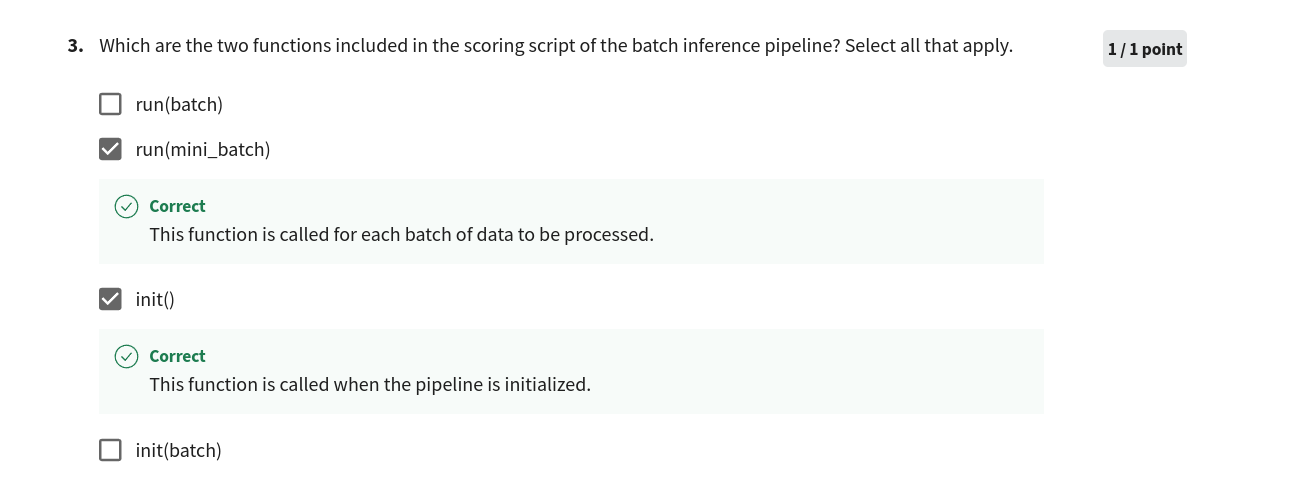 3. Which are the two functions included in the scoring script of the batch inference pipeline? Select all that apply.
1 / 1 point
run(batch)
run(mini_batch)
Correct
This function is called for each batch of data to be processed.
init()
Correct
This function is called when the pipeline is initialized.
init(batch)